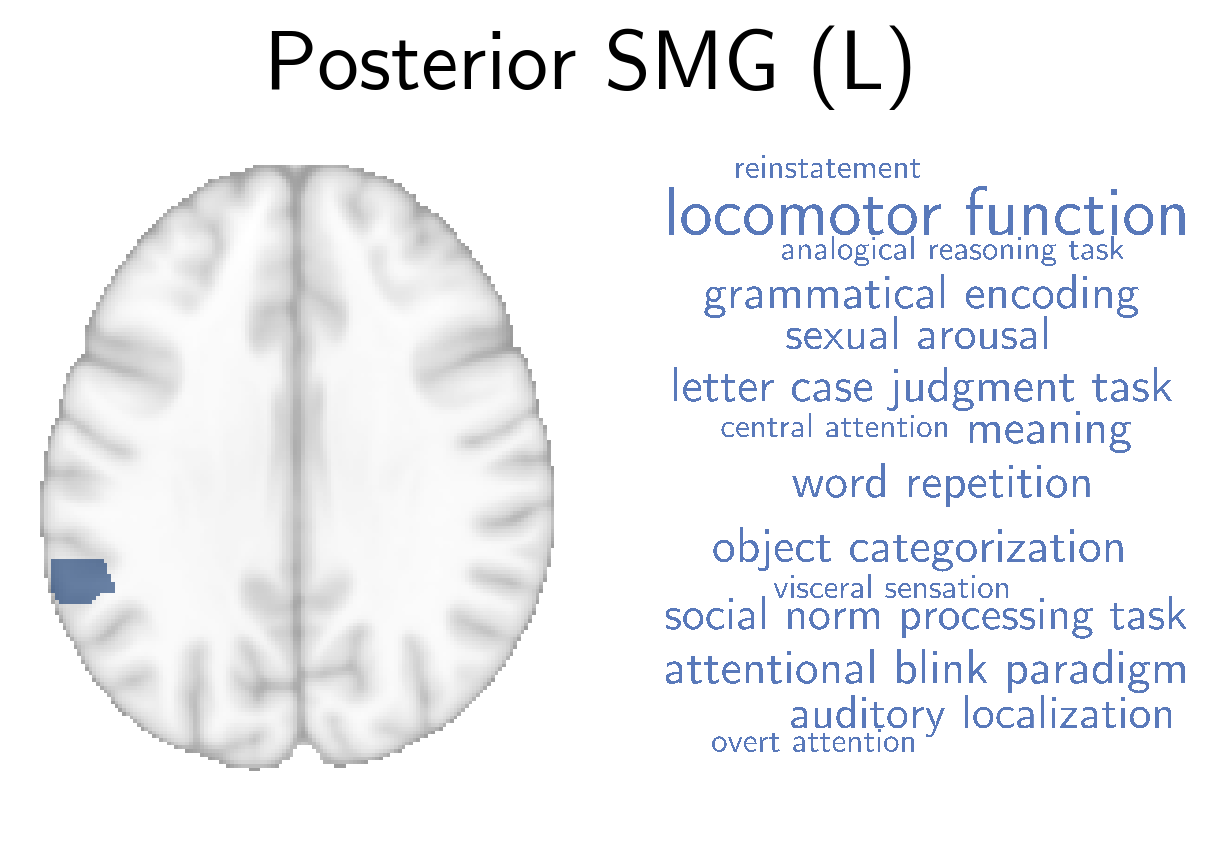 Posterior SMG (L)
reinstatement
locomotor function
analogical reasoning task
grammatical encoding
sexual arousal
letter case judgment task
central attention meaning
word repetition
object categorization
visceral sensation
social norm processing task
attentional blink paradigm
auditory localization
overt attention